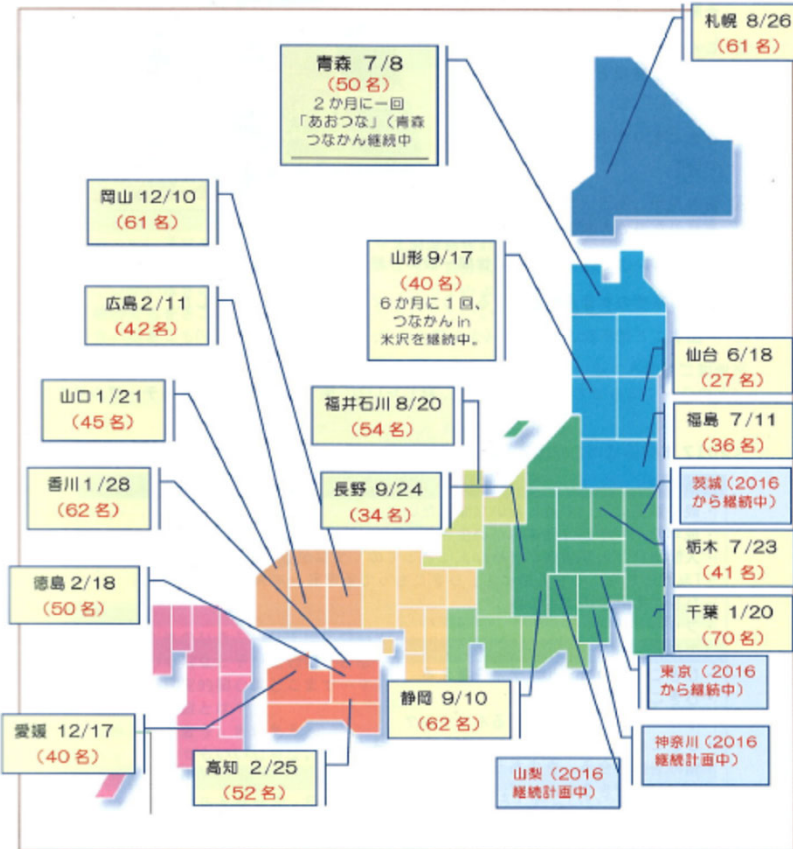 札幌 8/26
(61名)
青森 7/8
(50名)
2か月に一回
「あおつな」(青森
つなかん継続中
岡山 12/10
(61名)
山形 9/17
(40名)
6か月に1回、
つなかん in
米沢を継続中。
広島 2/11
(42名)
仙台 6/18
(27名)
山口 1/21
(45名)
福井石川 8/20
(54名)
福島 7/11
(36名)
香川 1/28
(62名)
長野 9/24
(34名)
茨城(2016
から継続中)
栃木 7/23
(41名)
徳島 2/18
(50名)
千葉 1/20
(70名)
東京(2016
から継続中)
静岡 9/10
(62名)
愛媛 12/17
(40名)
神奈川(2016
継続計画中)
高知 2/25
(52名)
山梨(2016
継続計画中)